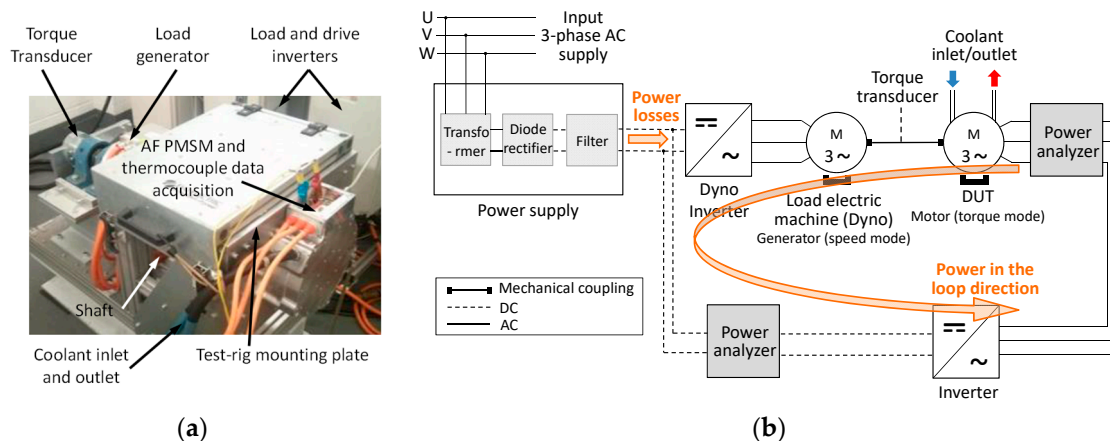 Torque
Transducer
Load
generator
Load and drive
inverters
AF PMSM and
thermocouple data
acquisition
Shaft
Coolant inlet
and outlet
Test-rig mounting plate
(a)
U
V
W
Input
3-phase AC
supply
Transfo
- rmer
Diode
rectifier
Filter
Power supply
Power
losses
Dyno
Inverter
M
3 ~
Load electric
machine (Dyno)
Generator (speed mode)
Torque
transducer
Coolant
inlet/outlet
M
3 ~
DUT
Motor (torque mode)
Power
analyzer
Power in the
loop direction
Mechanical coupling
DC
AC
Power
analyzer
~
~
Inverter
(b)